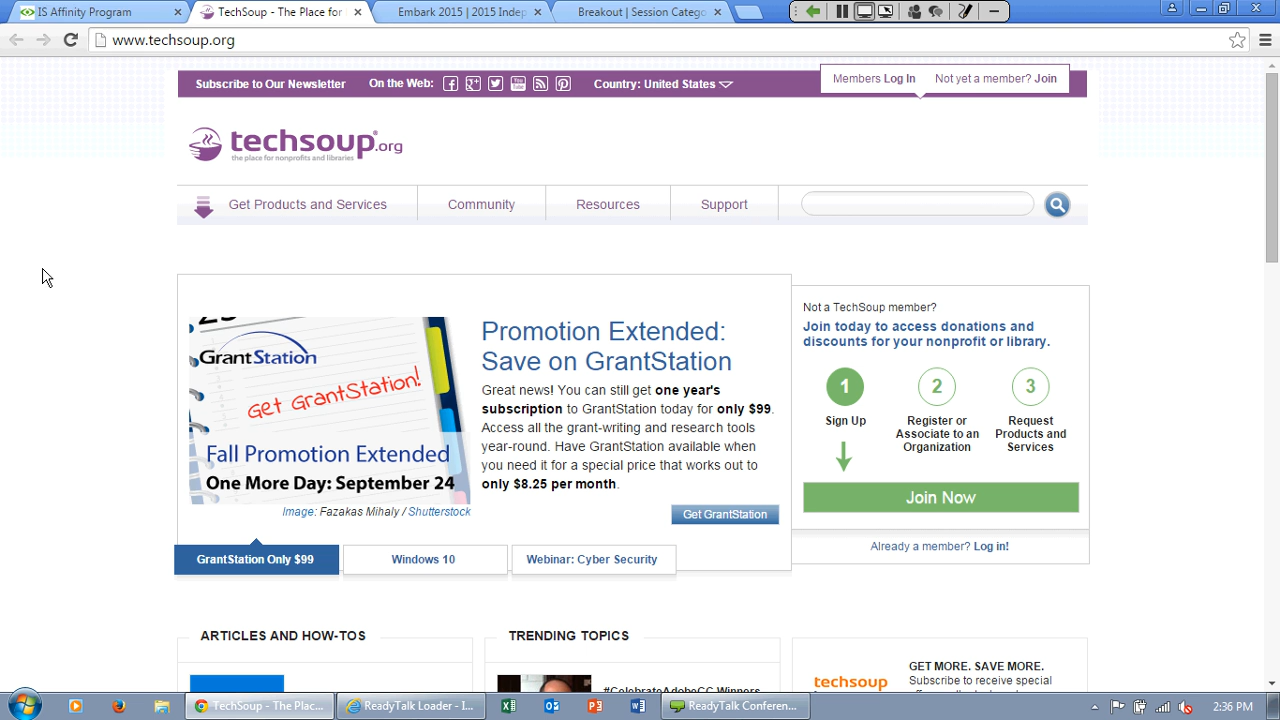 IS Affinity Program
TechSoup - The Place for
Embark 2015 | 2015 Indep
Breakout | Session Catego
www.techsoup.org
Subscribe to Our Newsletter
On the Web:
You Tube
Country: United States
Members Log In
Not yet a member? Join
techsoup.org
the place for nonprofits and libraries
Get Products and Services
Community
Resources
Support
GrantStation
Get GrantStation!
Fall Promotion Extended
One More Day: September 24
Image: Fazakas Mihaly / Shutterstock
Promotion Extended:
Save on GrantStation
Great news! You can still get one year's
subscription to GrantStation today for only $99.
Access all the grant-writing and research tools
year-round. Have GrantStation available when
you need it for a special price that works out to
only $8.25 per month.
Get GrantStation
GrantStation Only $99
Windows 10
Webinar: Cyber Security
Not a TechSoup member?
Join today to access donations and
discounts for your nonprofit or library.
1
2
3
Sign Up
Register or
Associate to an
Organization
Request
Products and
Services
Join Now
Already a member? Log in!
ARTICLES AND HOW-TOS
TRENDING TOPICS
#CelebrateAdobeCC Winners
techsoup
GET MORE. SAVE MORE.
Subscribe to receive special
TechSoup - The Plac...
ReadyTalk Loader - I...
ReadyTalk Conferen...
2:36 PM